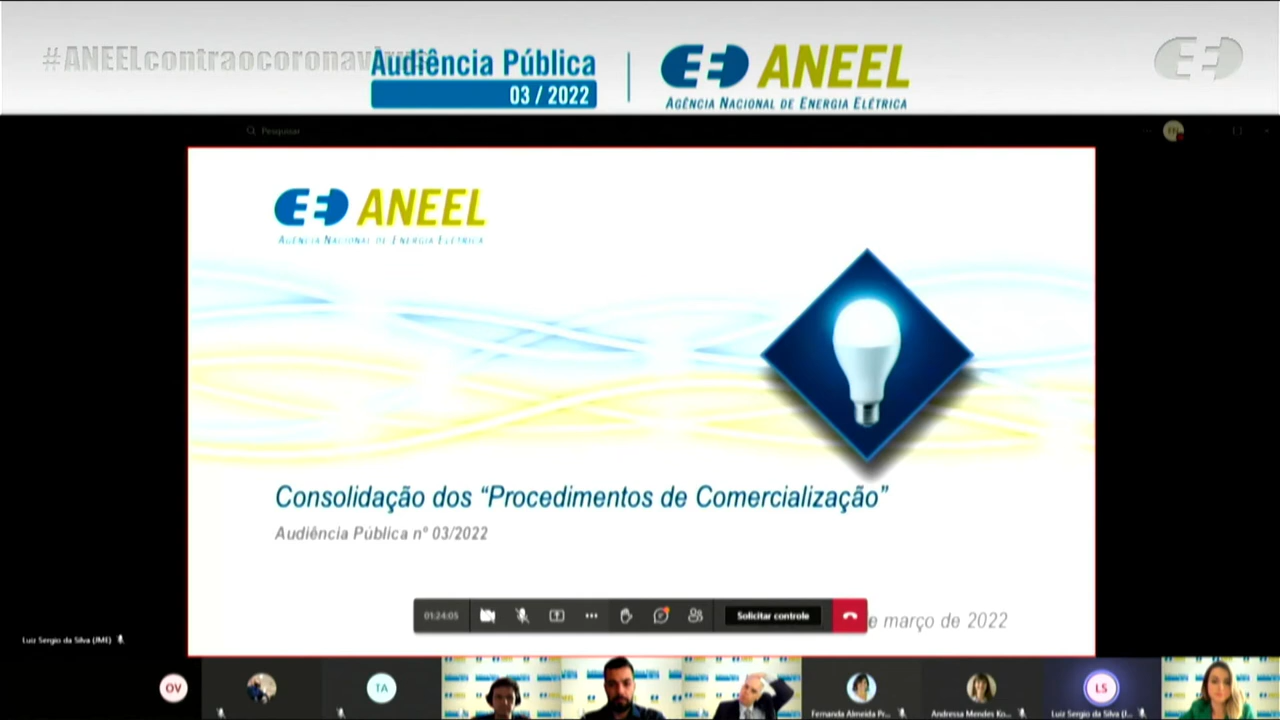 #ANEELcontraocoronav
Audiência Pública
03 / 2022
ANEEL
AGÊNCIA NACIONAL DE ENERGIA ELÉTRICA
Pesquisar
ANEEL
AGÊNCIA NACIONAL DE ENERGIA ELÉTRICA
Consolidação dos “Procedimentos de Comercialização”
Audiência Pública nº 03/2022
01:24:05
Solicitar controle
e março de 2022
Luiz Sergio da Silva (JME)
OV
TA
LS
Fernanda Almeida Pr...
Andressa Mendes Ko...
Luiz Sergio da Silva (J...